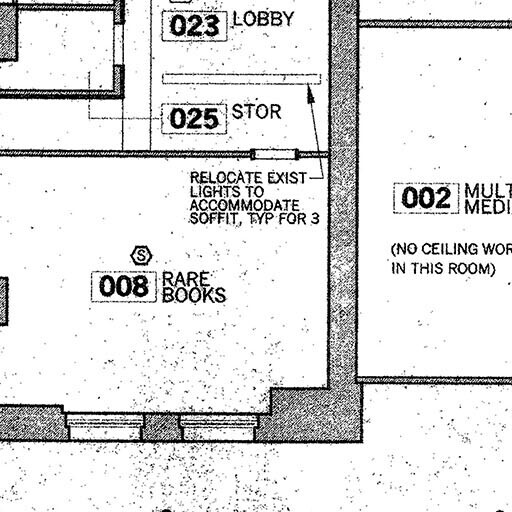 023 LOBBY
025 STOR
RELOCATE EXIST
LIGHTS TO
ACCOMMODATE
SOFFIT, TYP FOR 3
002 MULT
MEDI
(NO CEILING WOR
IN THIS ROOM)
S
008 RARE
BOOKS